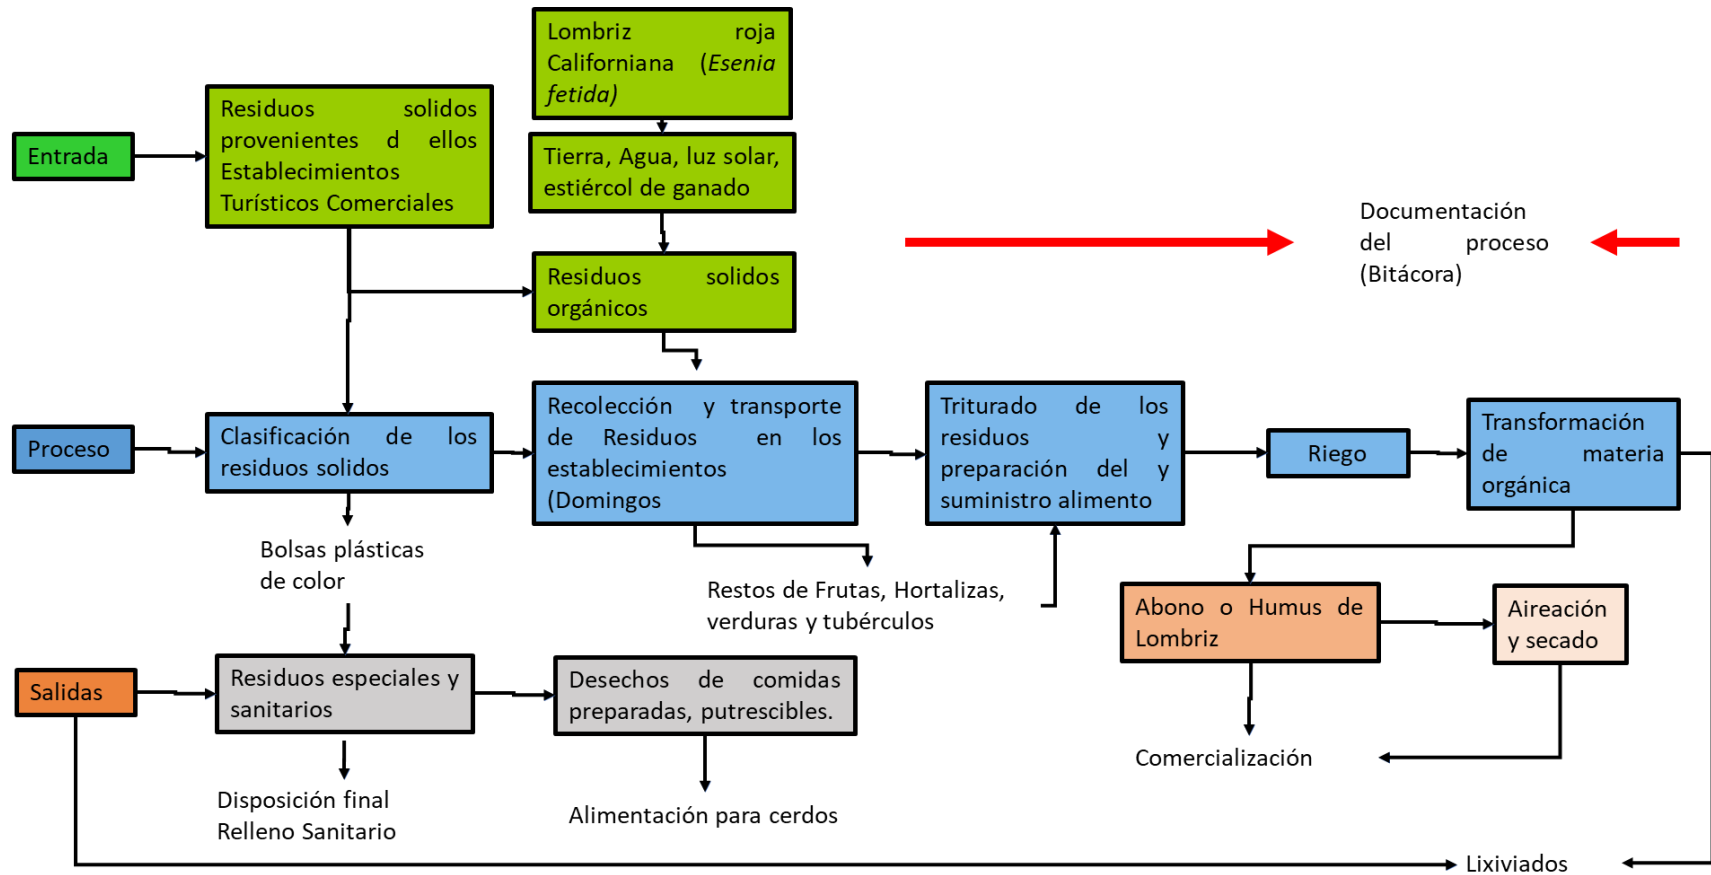 Lombriz roja
Californiana (Esenia
fetida)
Residuos solidos
provenientes d ellos
Establecimientos
Turísticos Comerciales
Entrada
Tierra, Agua, luz solar,
estiércol de ganado
Documentación
del proceso
(Bitácora)
Residuos solidos
orgánicos
Proceso
Clasificación de los
residuos solidos
Recolección y transporte
de Residuos en los
establecimientos
(Domingos
Triturado de los
residuos y
preparación del y
suministro alimento
Riego
Transformación
de materia
orgánica
Bolsas plásticas
de color
Restos de Frutas, Hortalizas,
verduras y tubérculos
Abono o Humus de
Lombriz
Aireación
y secado
Salidas
Residuos especiales y
sanitarios
Desechos de comidas
preparadas, putrescibles.
Comercialización
Disposición final
Relleno Sanitario
Alimentación para cerdos
Lixiviados